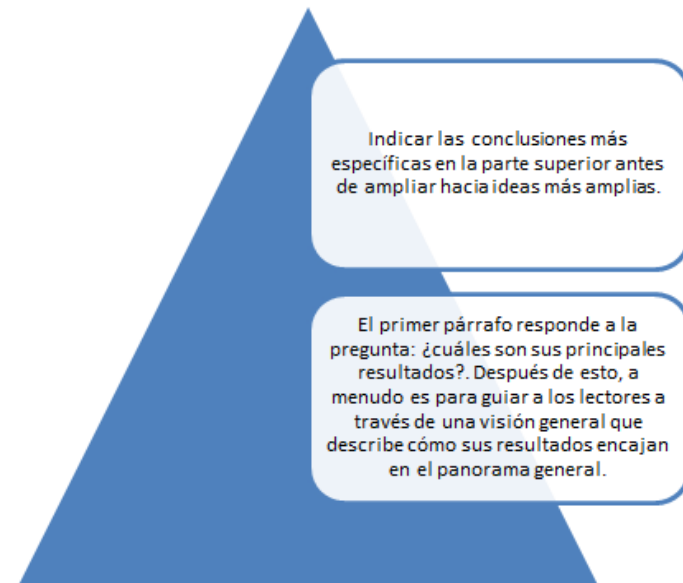 Indicar las conclusiones más
específicas en la parte superior antes
de ampliar hacia ideas más amplias.
El primer párrafo responde a la
pregunta: ¿cuáles son sus principales
resultados?. Después de esto, a
menudo es para guiar a los lectores a
través de una visión general que
describe cómo sus resultados encajan
en el panorama general.